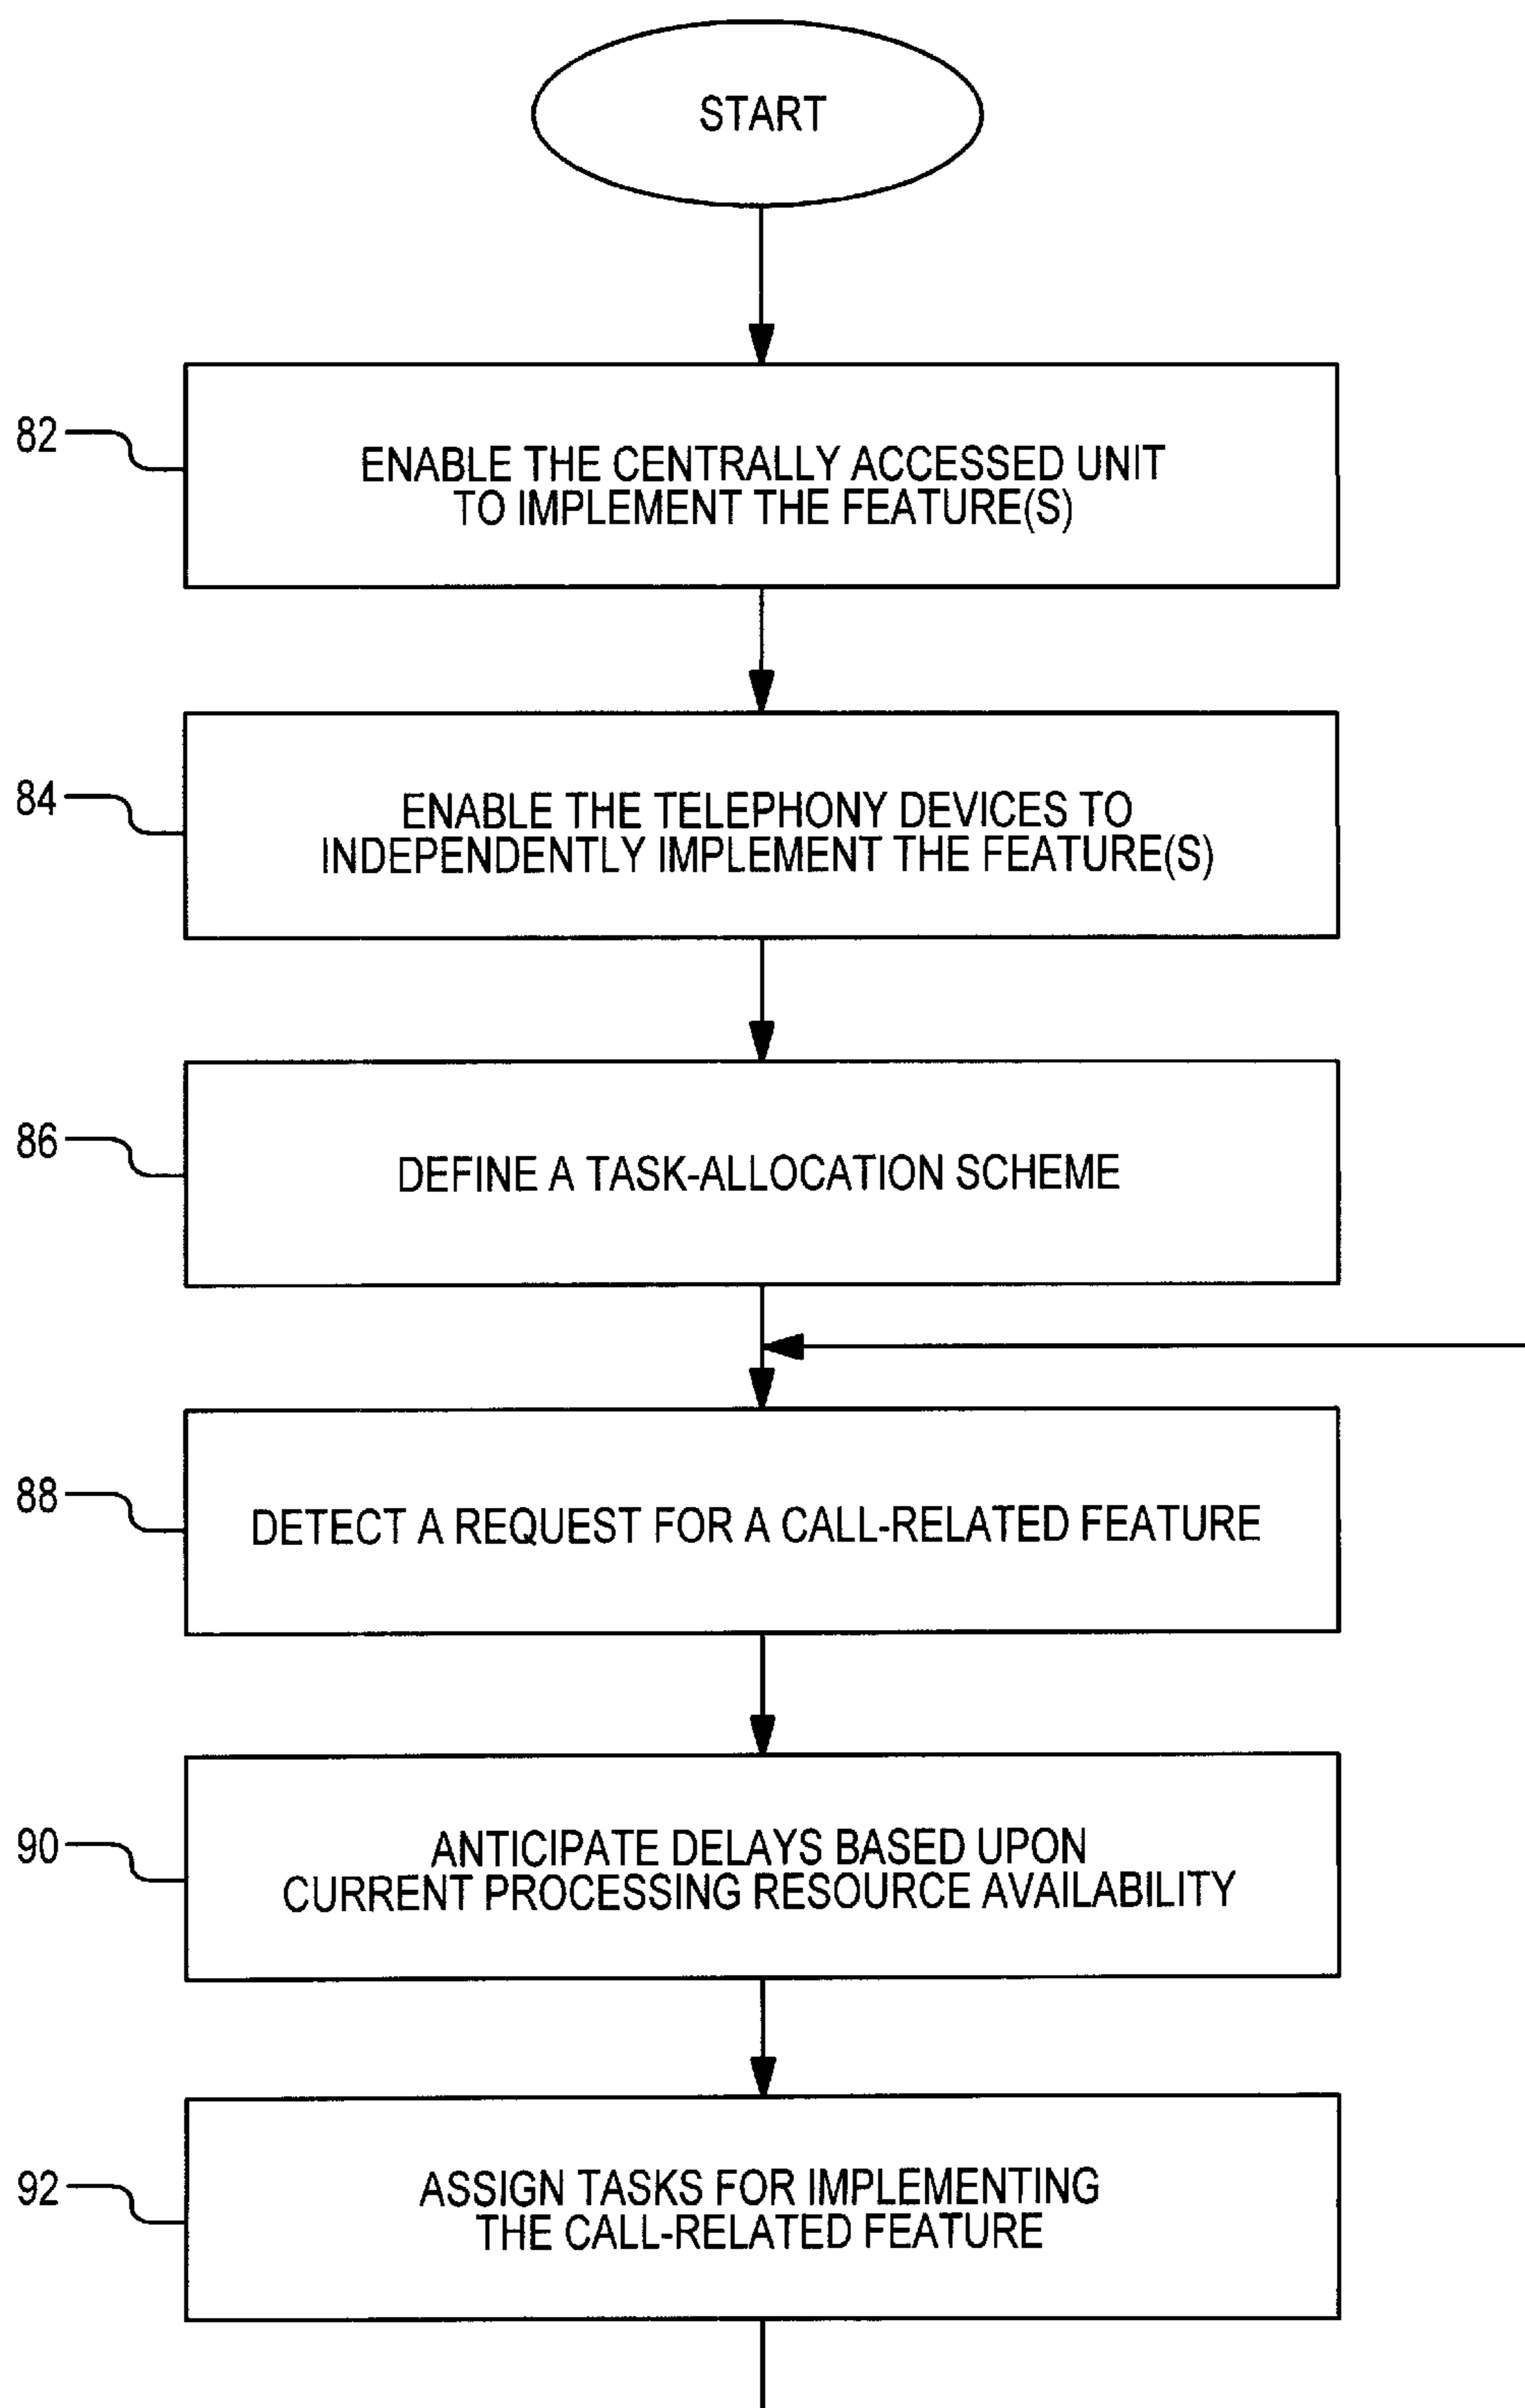 START
82
ENABLE THE CENTRALLY ACCESSED UNIT
TO IMPLEMENT THE FEATURE(S)
84
ENABLE THE TELEPHONY DEVICES TO
INDEPENDENTLY IMPLEMENT THE FEATURE(S)
86
DEFINE A TASK-ALLOCATION SCHEME
88
DETECT A REQUEST FOR A CALL-RELATED FEATURE
90
ANTICIPATE DELAYS BASED UPON
CURRENT PROCESSING RESOURCE AVAILABILITY
92
ASSIGN TASKS FOR IMPLEMENTING
THE CALL-RELATED FEATURE